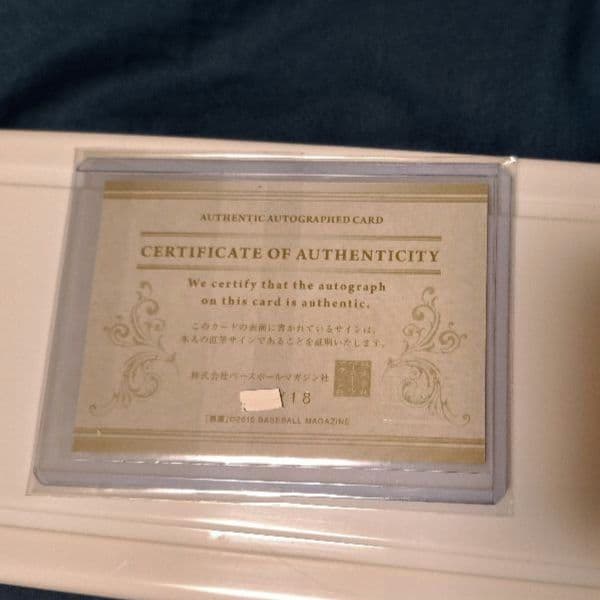 AUTHENTIC AUTOGRAPHED CARD
CERTIFICATE OF AUTHENTICITY
We certify that the autograph
on this card is authentic.
このカードの表面に書かれているサインは、
本人の直筆サインであることを証明いたします。
株式会社ベースボールマガジン社
/18
©2015 BASEBALL MAGAZINE